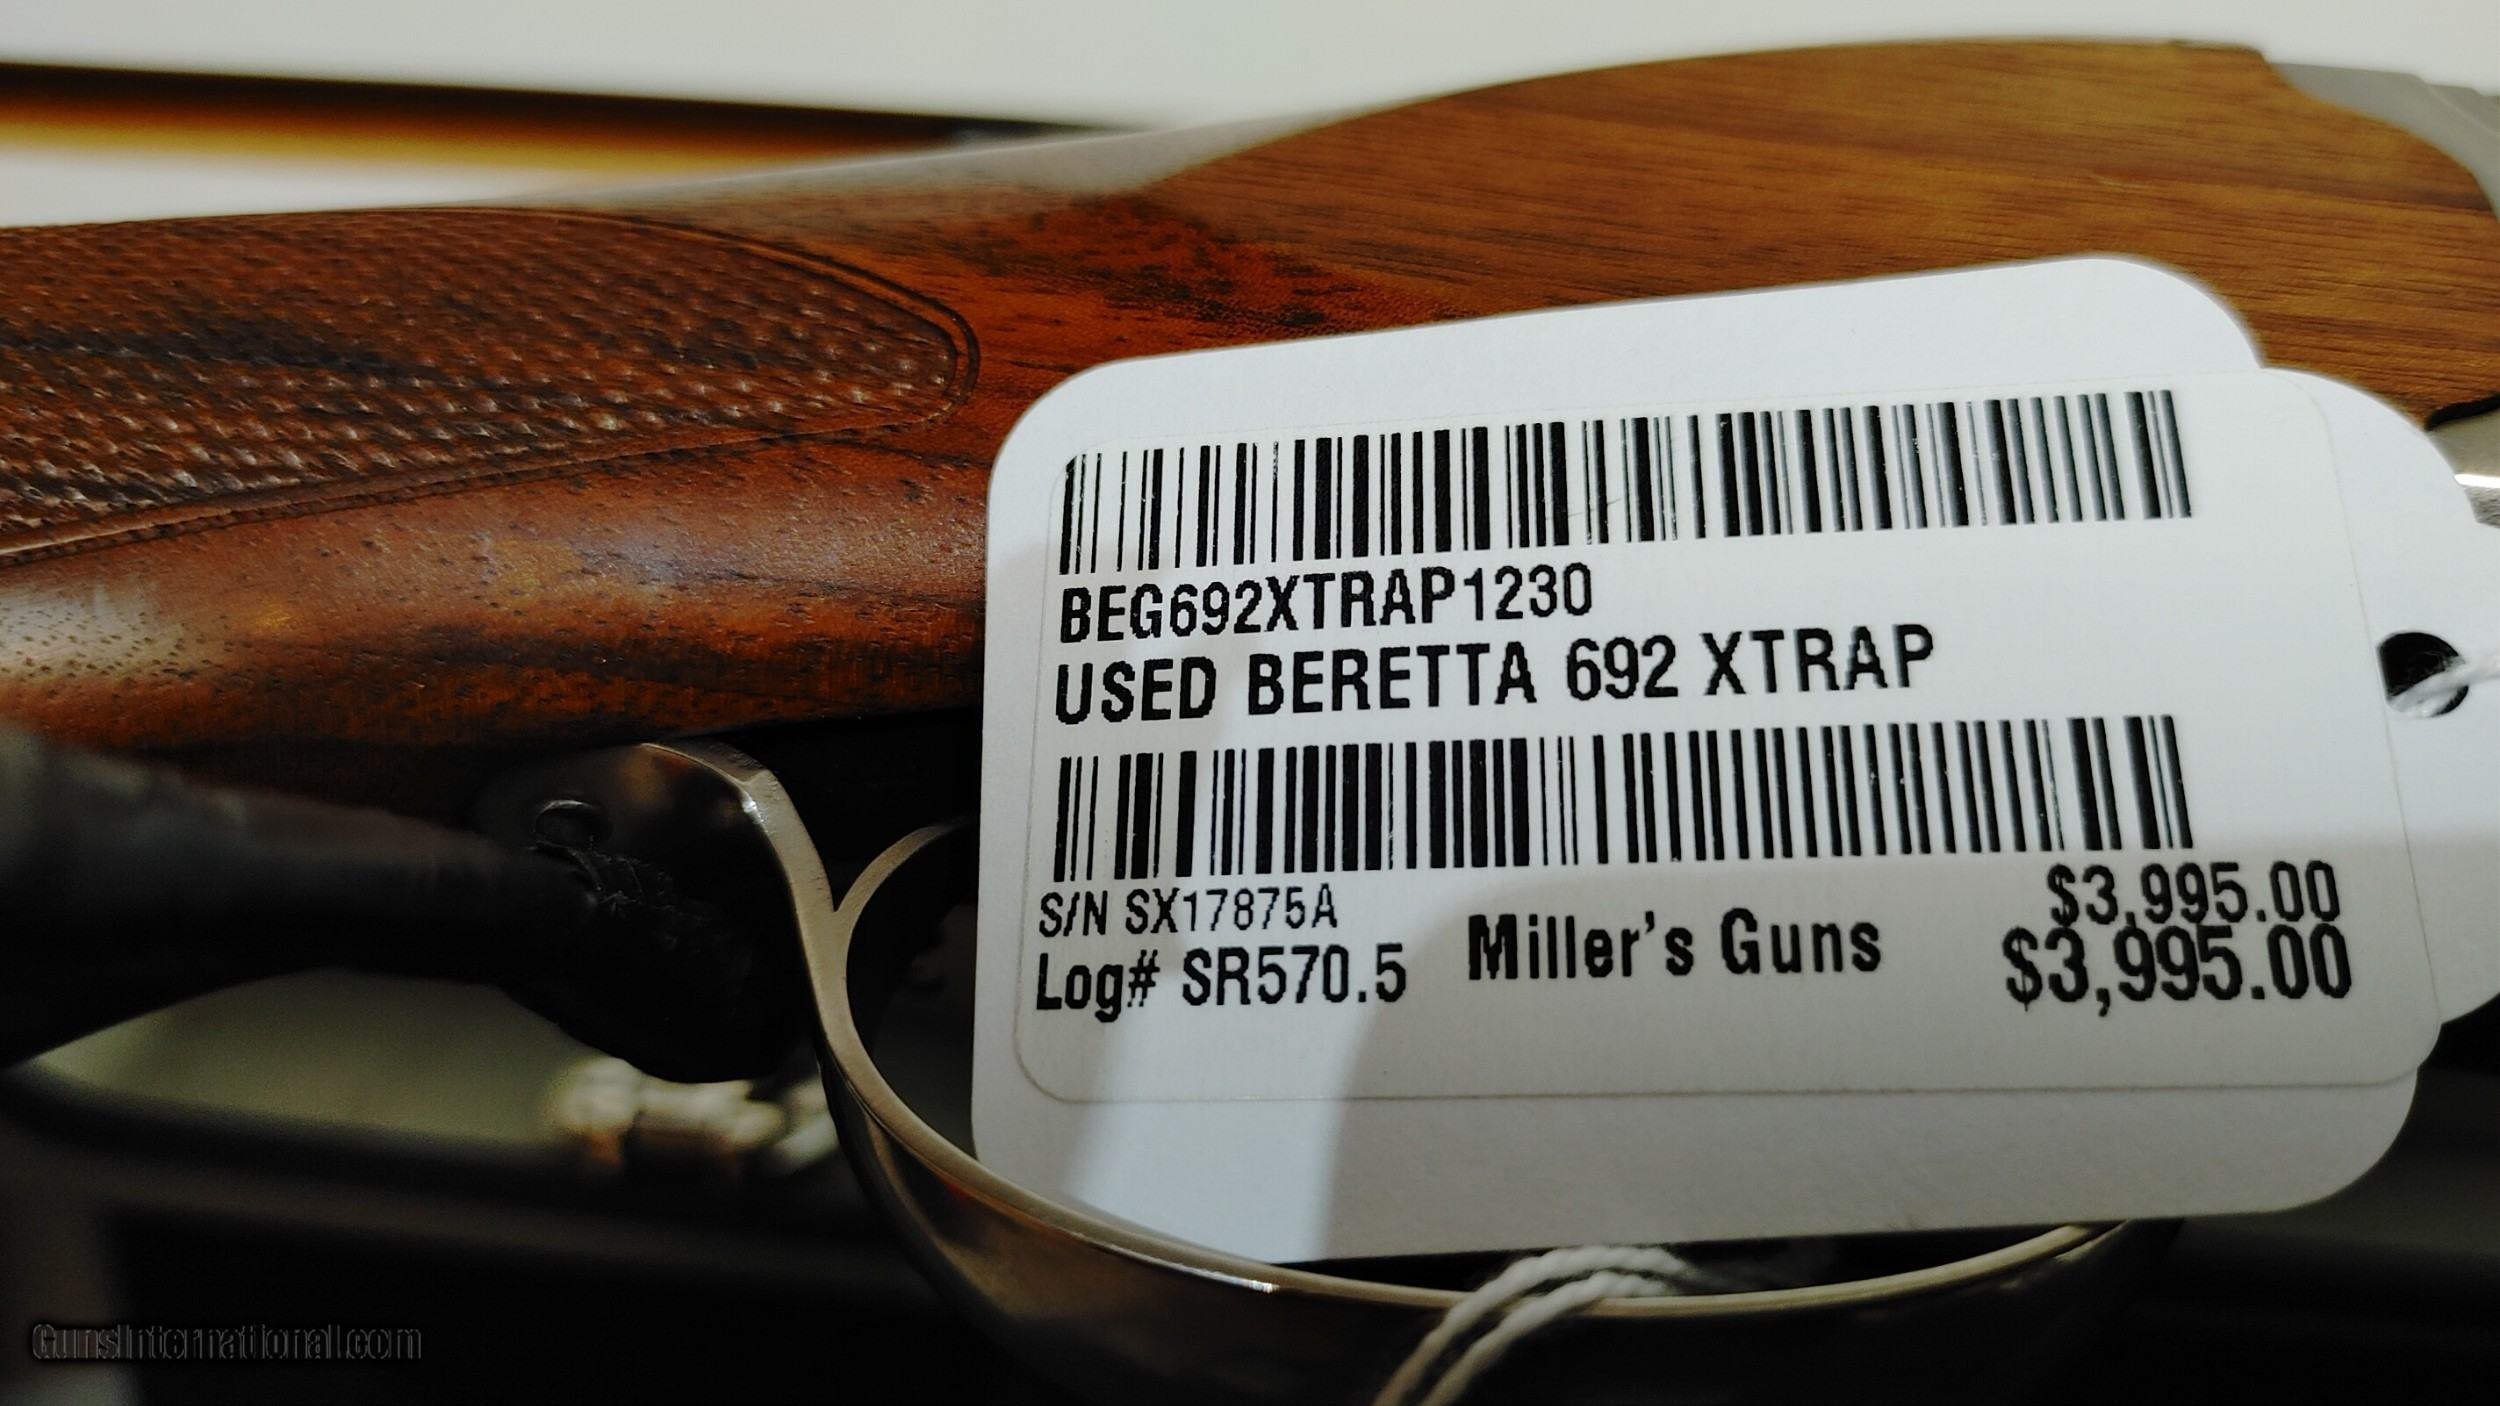 BEG692XTRAP1230
USED BERETTA 692 XTRAP
S/N SX17875A
$3,995.00
Log# SR570.5
Miller's Guns
$3,995.00
GunsInternational.com